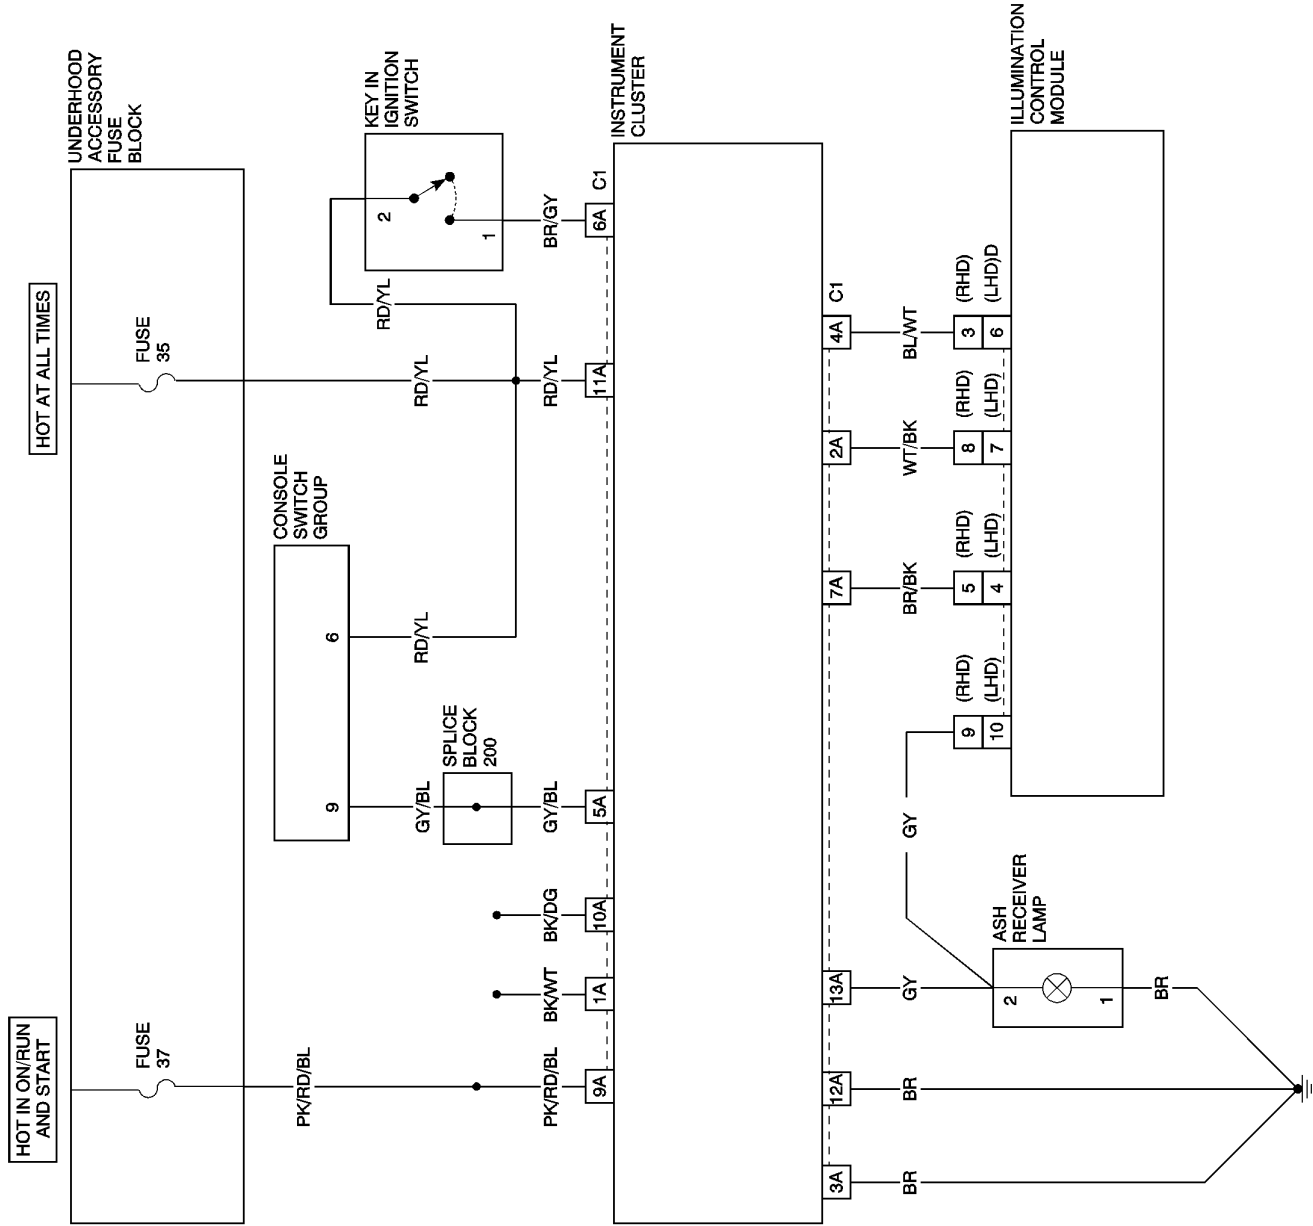 HOT IN ON/RUN
AND START
HOT AT ALL TIMES
UNDERHOOD
ACCESSORY
FUSE
BLOCK
FUSE
37
FUSE
35
PK/RD/BL
CONSOLE
SWITCH
GROUP
9
6
KEY IN
IGNITION
SWITCH
2
1
RD/YL
GY/BL
RD/YL
RD/YL
SPLICE
BLOCK
200
PK/RD/BL
BK/WT
BK/DG
GY/BL
RD/YL
BR/GY
9A
1A
10A
5A
11A
6A
C1
INSTRUMENT
CLUSTER
3A
12A
13A
7A
2A
4A
C1
BR
BR
GY
GY
BR/BK
WT/BK
BL/WT
9
(RHD)
5
(RHD)
8
(RHD)
3
(RHD)
10
(LHD)
4
(LHD)
7
(LHD)
6
(LHD)D
ASH
RECEIVER
LAMP
2
1
BR
ILLUMINATION
CONTROL
MODULE